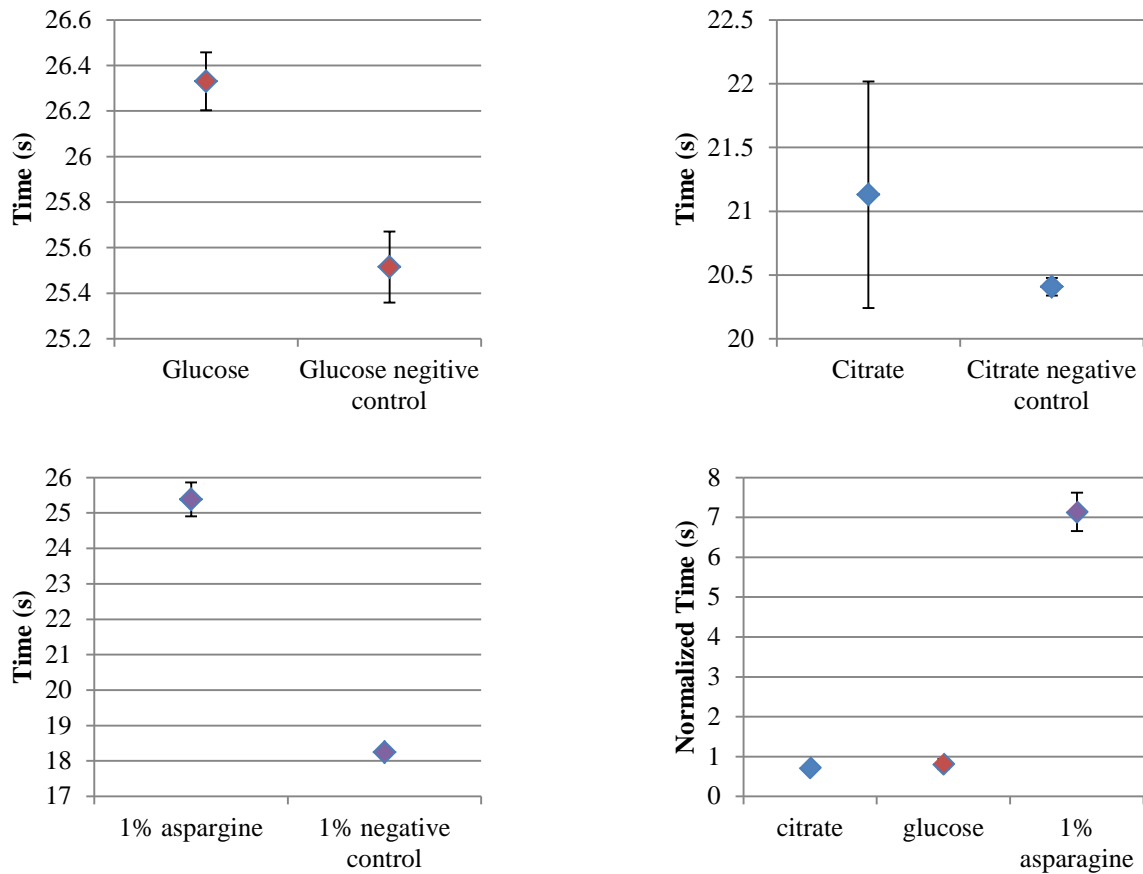 26.6
26.4
26.2
26
25.8
25.6
25.4
25.2
Time (s)
Glucose
Glucose negitive
control
22.5
22
21.5
21
20.5
20
Time (s)
Citrate
Citrate negative
control
26
25
24
23
22
21
20
19
18
17
Time (s)
1% aspargine
1% negative
control
8
7
6
5
4
3
2
1
0
Normalized Time (s)
citrate
glucose
1%
asparagine